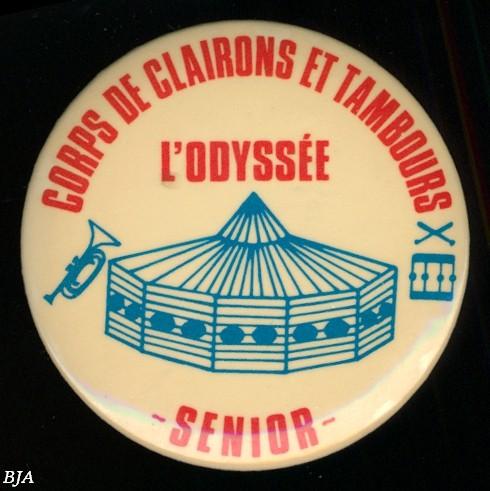 CORPS DE CLAIRONS ET TAMBOURS
L'ODYSSÉE
~SENIOR~
BJA